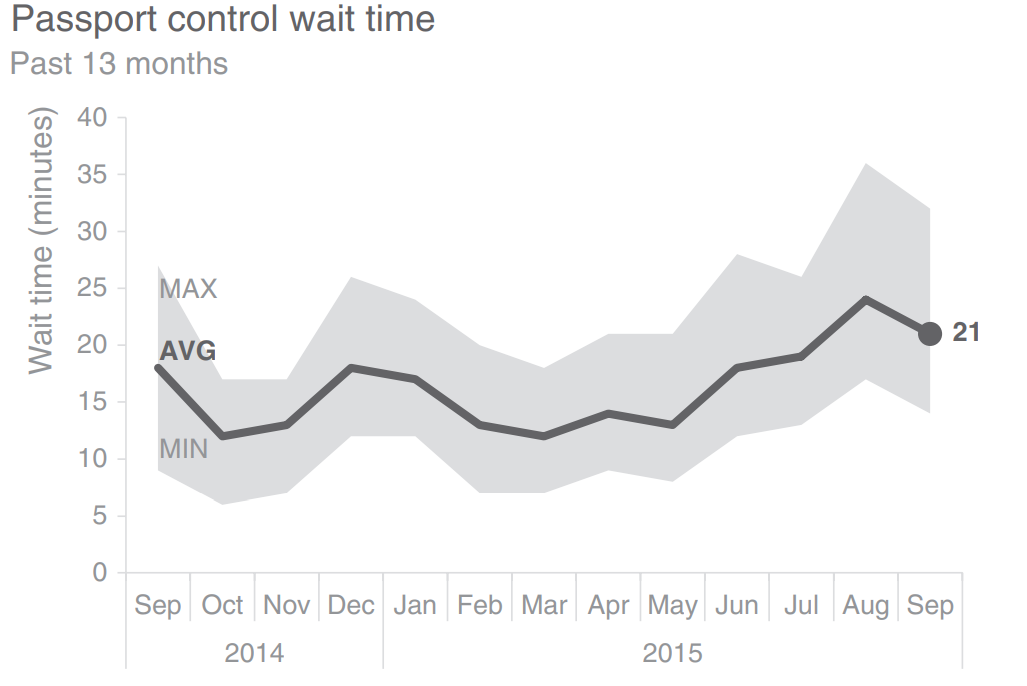 Passport control wait time
Past 13 months
Wait time (minutes)
40
35
30
25
20
15
10
5
0
MAX
AVG
MIN
21
Sep Oct Nov Dec Jan Feb Mar Apr May Jun Jul Aug Sep
2014 2015